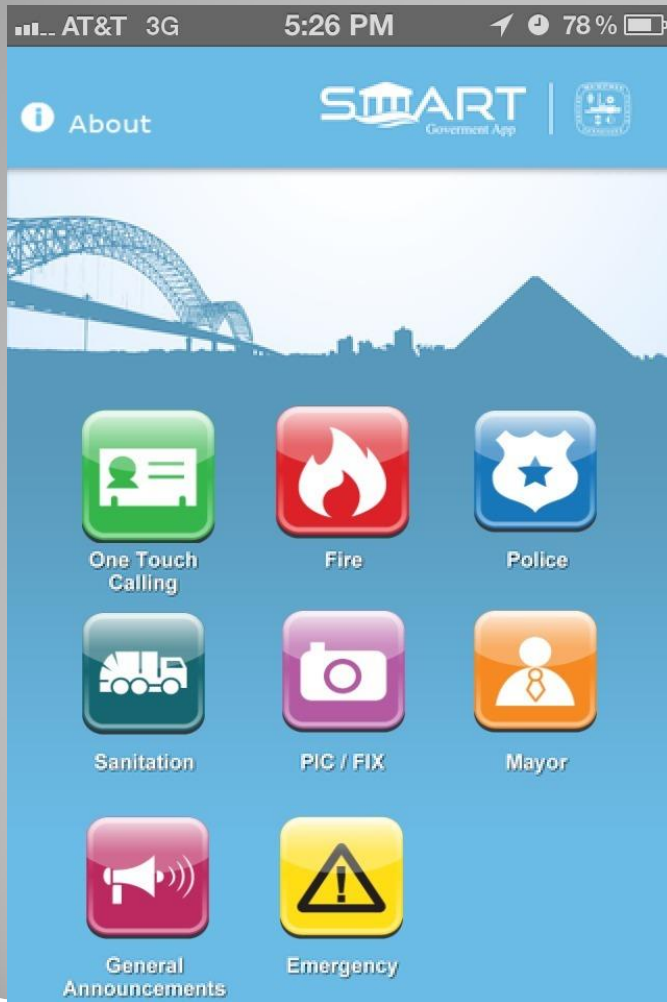 AT&T 3G 5:26 PM 78%
About
SMART
Goverment App
One Touch
Calling
Fire
Police
Sanitation
PIC / FIX
Mayor
General
Announcements
Emergency